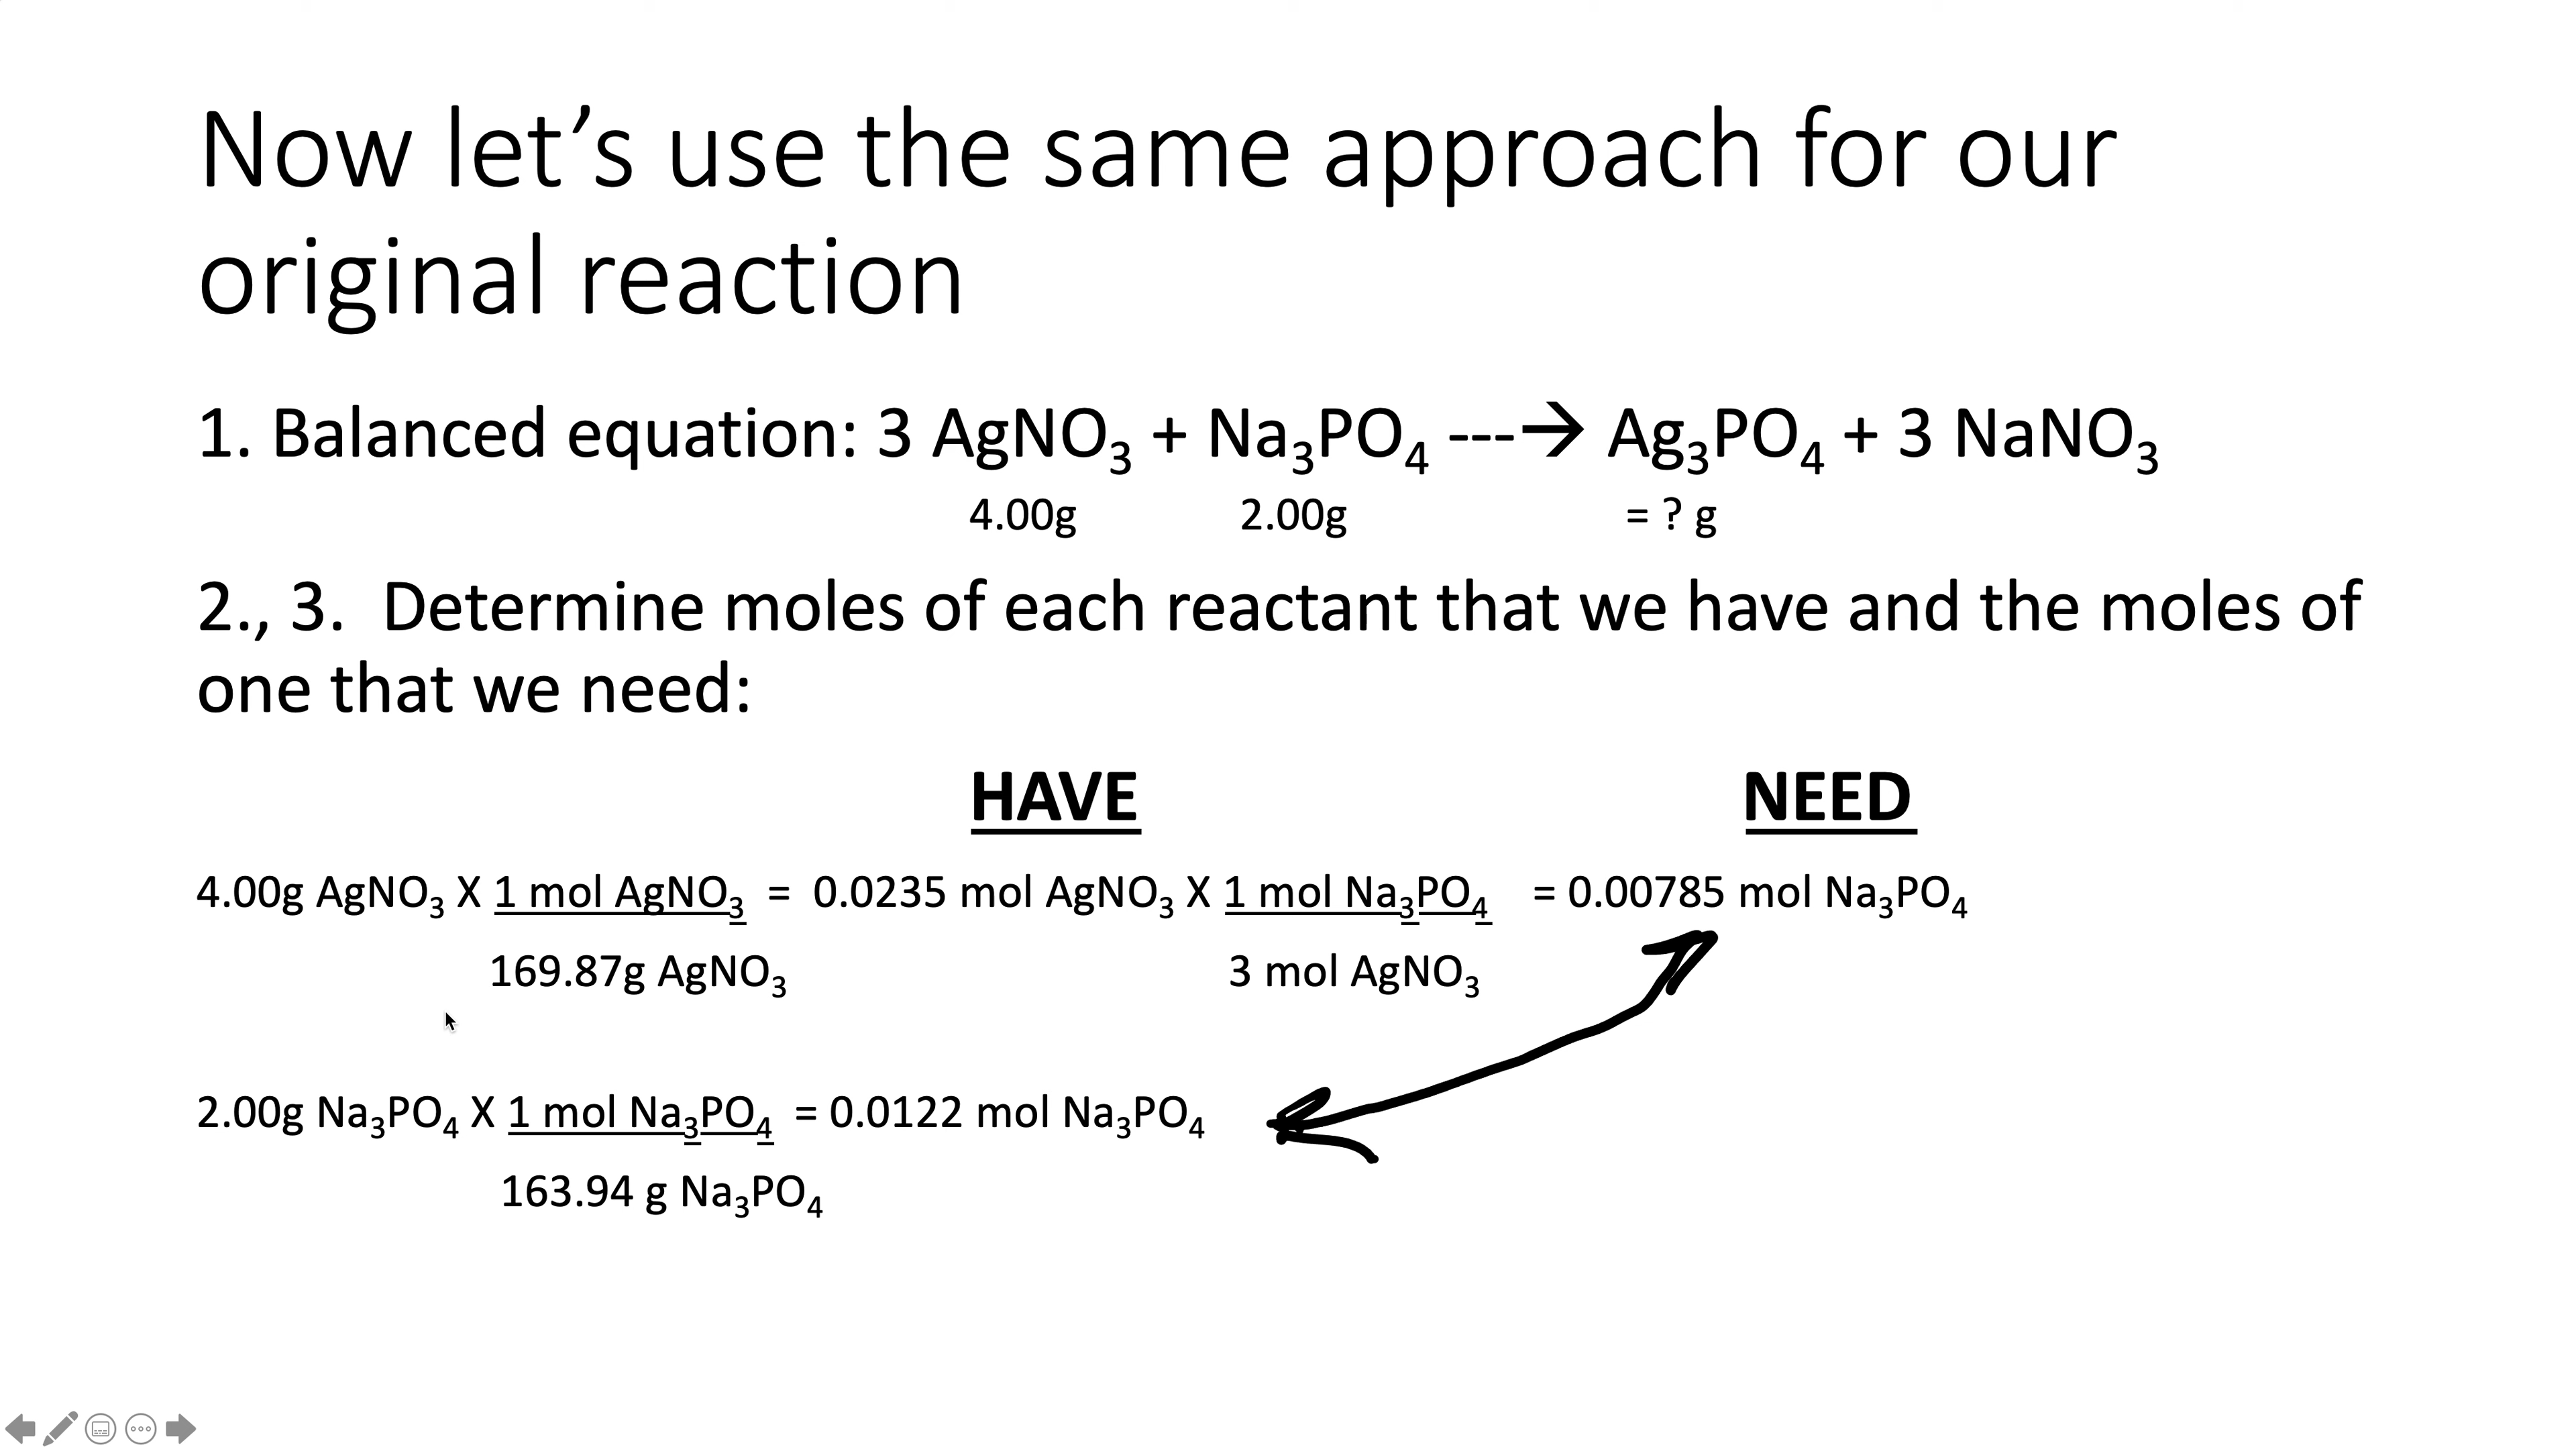 Now let’s use the same approach for our
original reaction
1. Balanced equation: 3 AgNO₃ + Na₃PO₄ ---→ Ag₃PO₄ + 3 NaNO₃
4.00g 2.00g = ? g
2., 3. Determine moles of each reactant that we have and the moles of
one that we need:
HAVE NEED
4.00g AgNO₃ X 1 mol AgNO₃ = 0.0235 mol AgNO₃ X 1 mol Na₃PO₄ = 0.00785 mol Na₃PO₄
169.87g AgNO₃ 3 mol AgNO₃
2.00g Na₃PO₄ X 1 mol Na₃PO₄ = 0.0122 mol Na₃PO₄
163.94 g Na₃PO₄